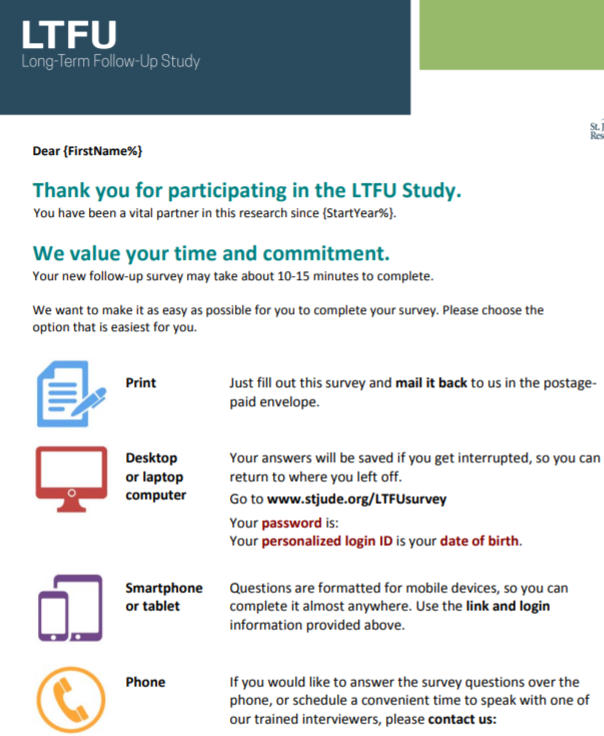 LTFU
Long-Term Follow-Up Study
St. J
Res
Dear {FirstName%}
Thank you for participating in the LTFU Study.
You have been a vital partner in this research since {StartYear%}.
We value your time and commitment.
Your new follow-up survey may take about 10-15 minutes to complete.
We want to make it as easy as possible for you to complete your survey. Please choose the
option that is easiest for you.
Print
Just fill out this survey and mail it back to us in the postage-
paid envelope.
Desktop
or laptop
computer
Your answers will be saved if you get interrupted, so you can
return to where you left off.
Go to www.stjude.org/LTFUsurvey
Your password is:
Your personalized login ID is your date of birth.
Smartphone
or tablet
Questions are formatted for mobile devices, so you can
complete it almost anywhere. Use the link and login
information provided above.
Phone
If you would like to answer the survey questions over the
phone, or schedule a convenient time to speak with one of
our trained interviewers, please contact us: